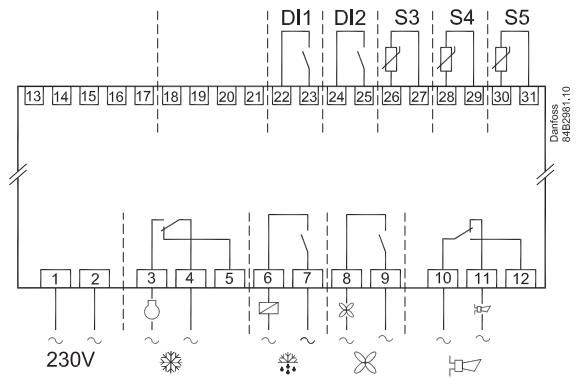 DI1 DI2 S3 S4 S5
13 14 15 16 17 18 19 20 21 22 23 24 25 26 27 28 29 30 31
Danfoss
84B2981.10
1 2 3 4 5 6 7 8 9 10 11 12
230V